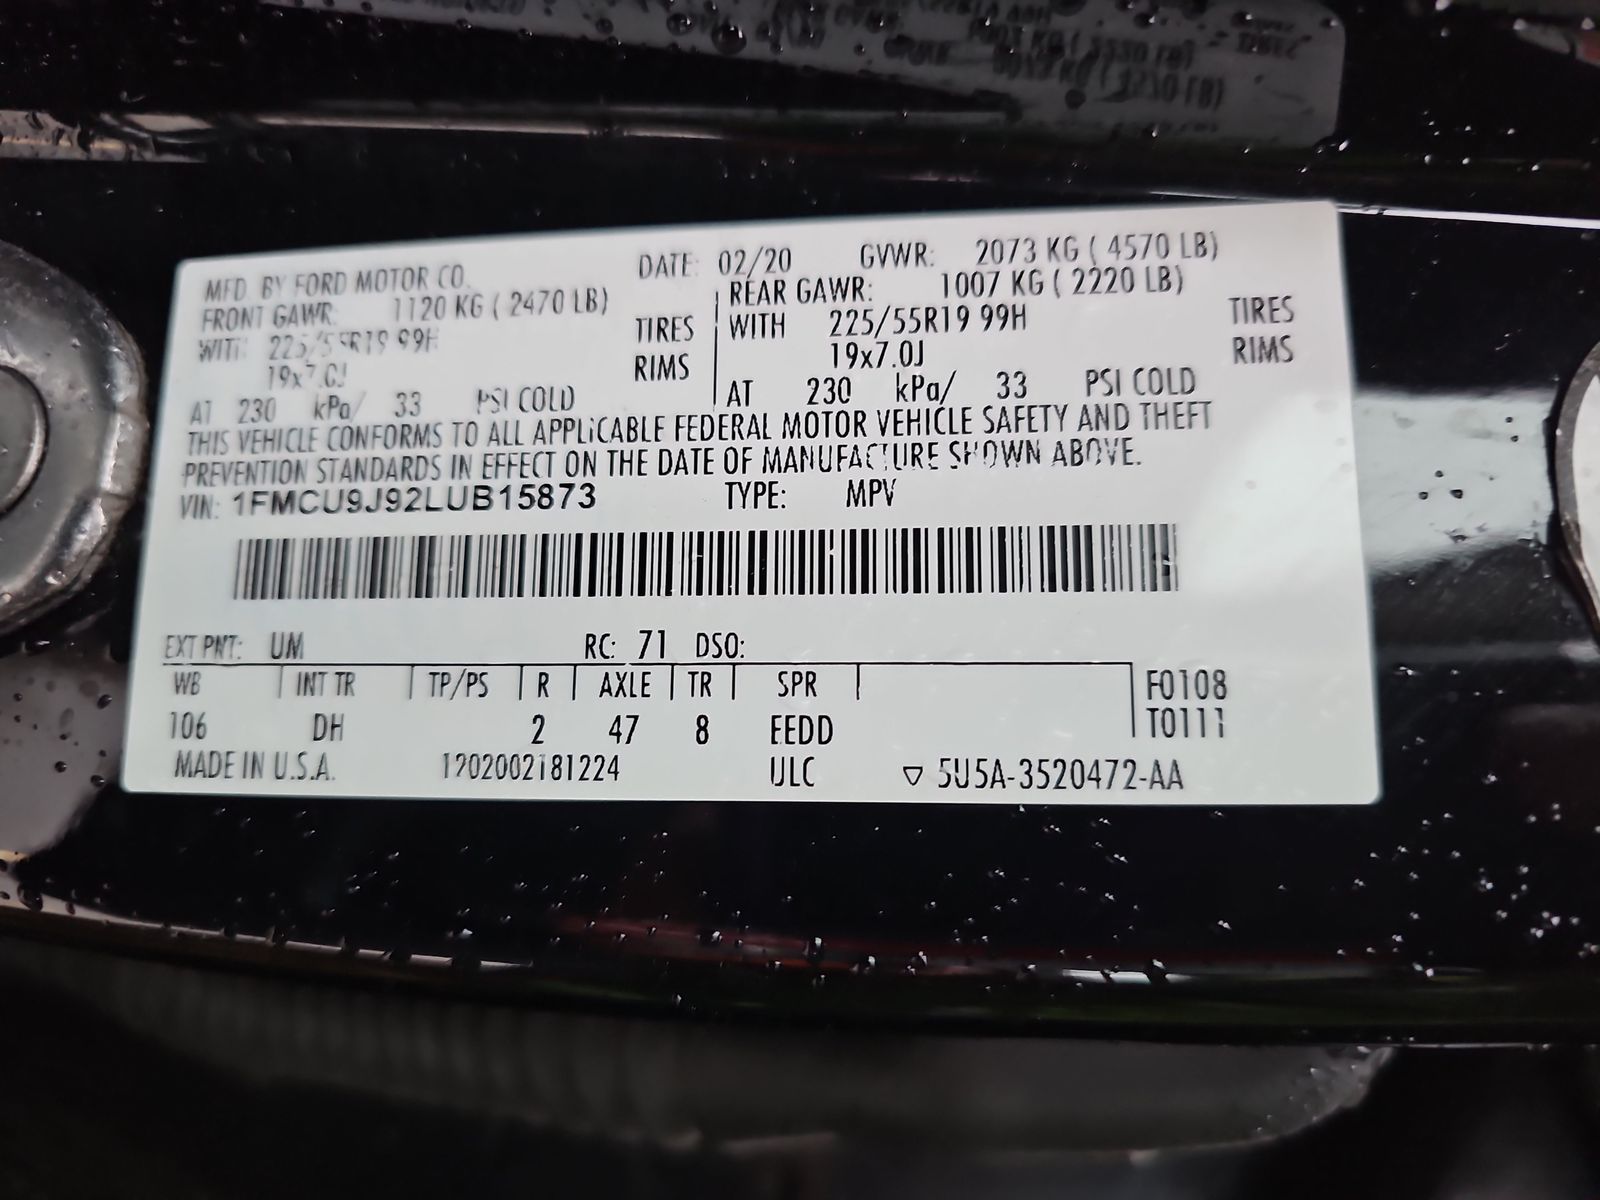 MFD. BY FORD MOTOR CO. DATE: 02/20 GVWR: 2073 KG ( 4570 LB)
FRONT GAWR: 1120 KG ( 2470 LB) REAR GAWR: 1007 KG ( 2220 LB)
WITH 225/55R19 99H TIRES WITH 225/55R19 99H TIRES
19x7.0J RIMS 19x7.0J RIMS
AT 230 kPa/ 33 PSI COLD AT 230 kPa/ 33 PSI COLD
THIS VEHICLE CONFORMS TO ALL APPLICABLE FEDERAL MOTOR VEHICLE SAFETY AND THEFT
PREVENTION STANDARDS IN EFFECT ON THE DATE OF MANUFACTURE SHOWN ABOVE.
VIN: 1FMCU9J92LUB15873 TYPE: MPV
EXT PNT: UM RC: 71 DSO:
WB INT TR TP/PS R AXLE TR SPR F0108
106 DH 2 47 8 EEDD T0111
MADE IN U.S.A. 1202002181224 ULC ▽ 5U5A-3520472-AA